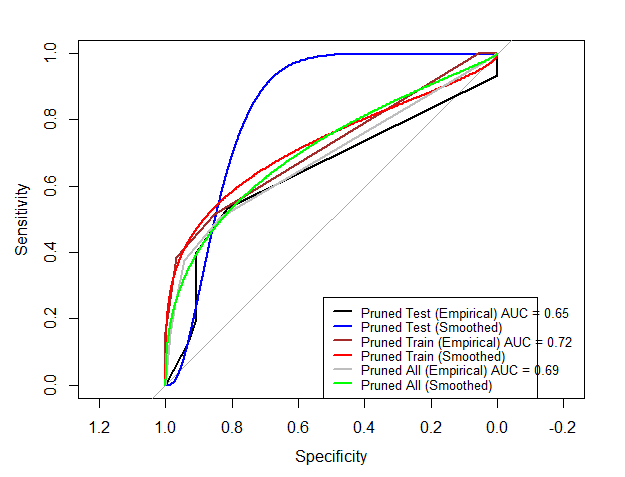 1.0
0.8
0.6
0.4
0.2
0.0
Sensitivity
Pruned Test (Empirical) AUC = 0.65
Pruned Test (Smoothed)
Pruned Train (Empirical) AUC = 0.72
Pruned Train (Smoothed)
Pruned All (Empirical) AUC = 0.69
Pruned All (Smoothed)
1.2 1.0 0.8 0.6 0.4 0.2 0.0 -0.2
Specificity